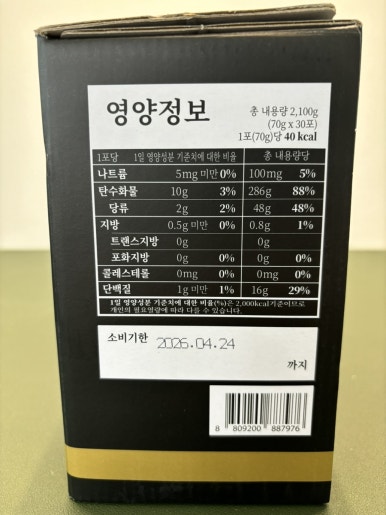 영양정보
총 내용량 2,100g
(70g x 30포)
1포(70g)당 40 kcal
1포당 1일 영양성분 기준치에 대한 비율 총 내용량당
나트륨 5mg 미만 0% 100mg 5%
탄수화물 10g 3% 286g 88%
당류 2g 2% 48g 48%
지방 0.5g 미만 0% 0.8g 1%
트랜스지방 0g 0g
포화지방 0g 0% 0g 0%
콜레스테롤 0mg 0% 0mg 0%
단백질 1g 미만 1% 16g 29%
1일 영양성분 기준치에 대한 비율(%)은 2,000kcal기준이므로
개인의 필요열량에 따라 다를 수 있습니다.
소비기한 2026.04.24
까지
8 809200 887976